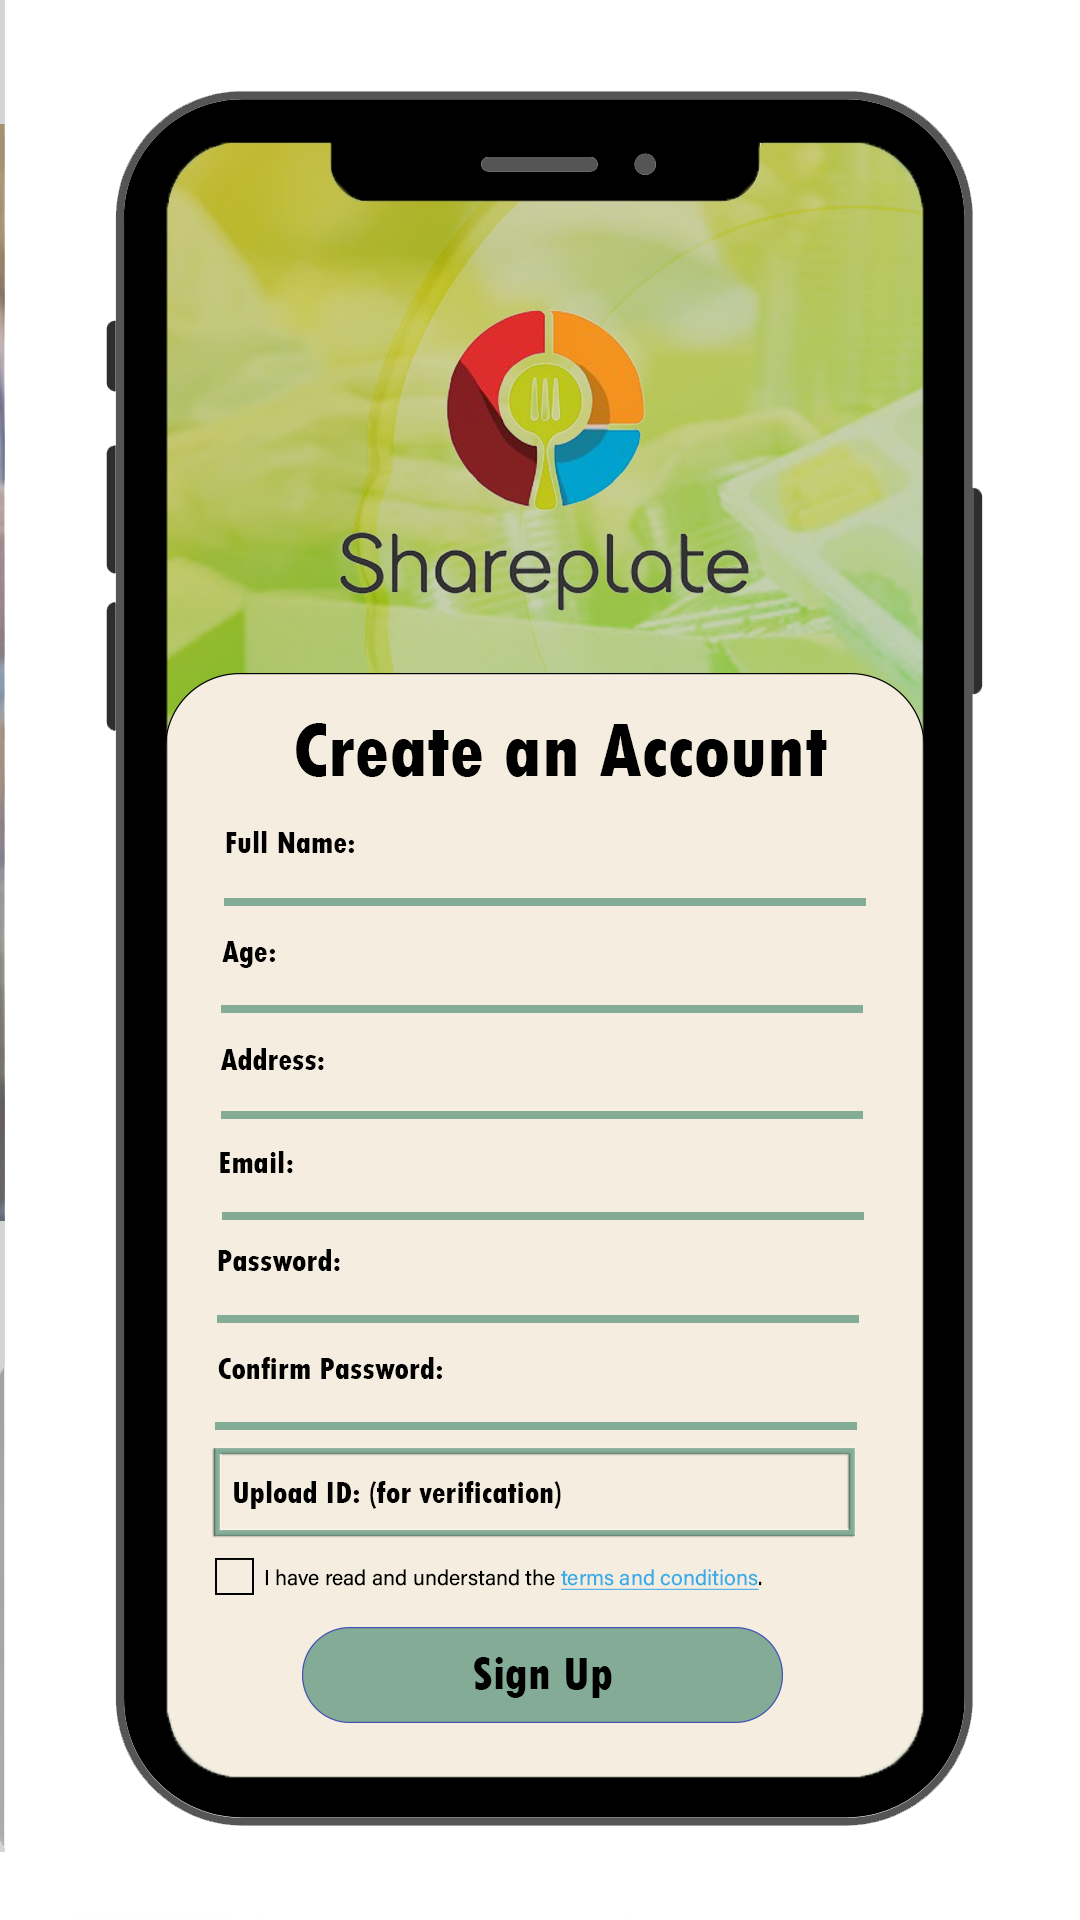 Shareplate
Create an Account
Full Name:
Age:
Address:
Email:
Password:
Confirm Password:
Upload ID: (for verification)
I have read and understand the terms and conditions.
Sign Up